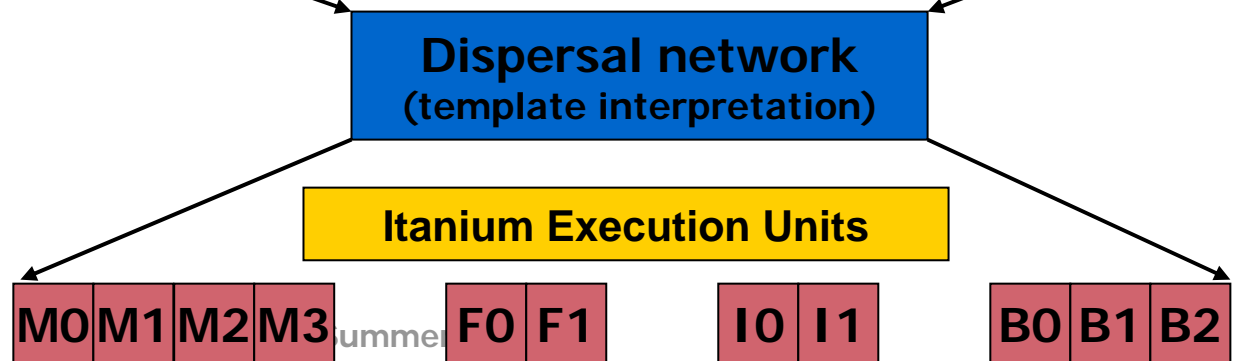 Dispersal network
(template interpretation)
Itanium Execution Units
M0 M1 M2 M3 F0 F1 I0 I1 B0 B1 B2